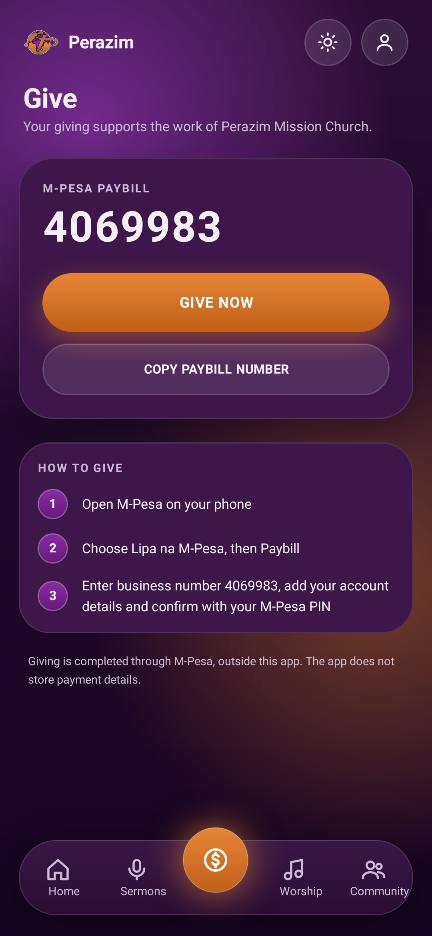 Perazim
Give
Your giving supports the work of Perazim Mission Church.
M-PESA PAYBILL
4069983
GIVE NOW
COPY PAYBILL NUMBER
HOW TO GIVE
1 Open M-Pesa on your phone
2 Choose Lipa na M-Pesa, then Paybill
3 Enter business number 4069983, add your account
details and confirm with your M-Pesa PIN
Giving is completed through M-Pesa, outside this app. The app does not
store payment details.
Home Sermons Worship Community